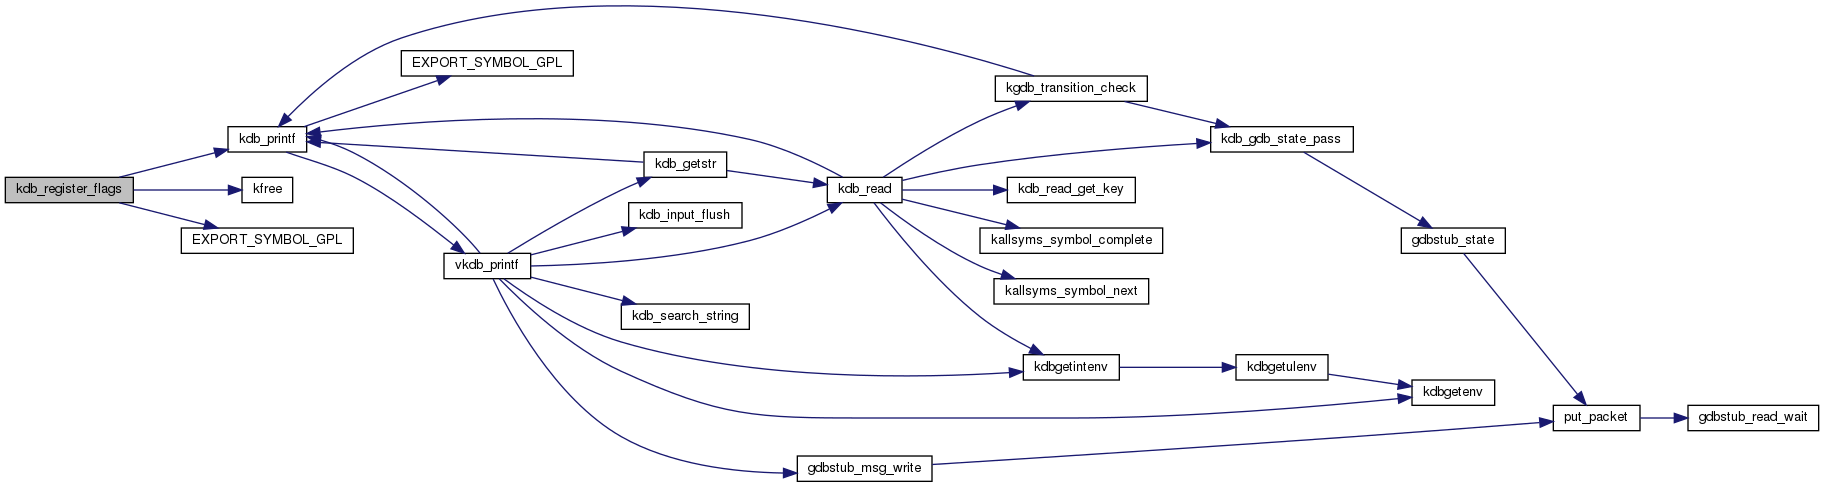 EXPORT_SYMBOL_GPL
kgdb_transition_check
kdb_printf
kdb_gdb_state_pass
kdb_getstr
kdb_register_flags
kfree
kdb_read
kdb_read_get_key
kdb_input_flush
EXPORT_SYMBOL_GPL
kallsyms_symbol_complete
gdbstub_state
vkdb_printf
kallsyms_symbol_next
kdb_search_string
kdbgetintenv
kdbgetulenv
kdbgetenv
put_packet
gdbstub_read_wait
gdbstub_msg_write